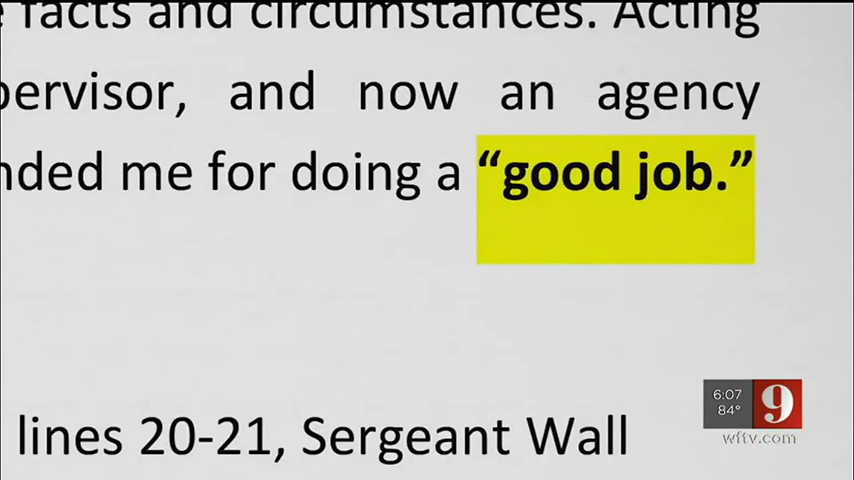 facts and circumstances. Acting
pervisor, and now an agency
nded me for doing a “good job.”
lines 20-21, Sergeant Wall
6:07
84°
9
wftv.com